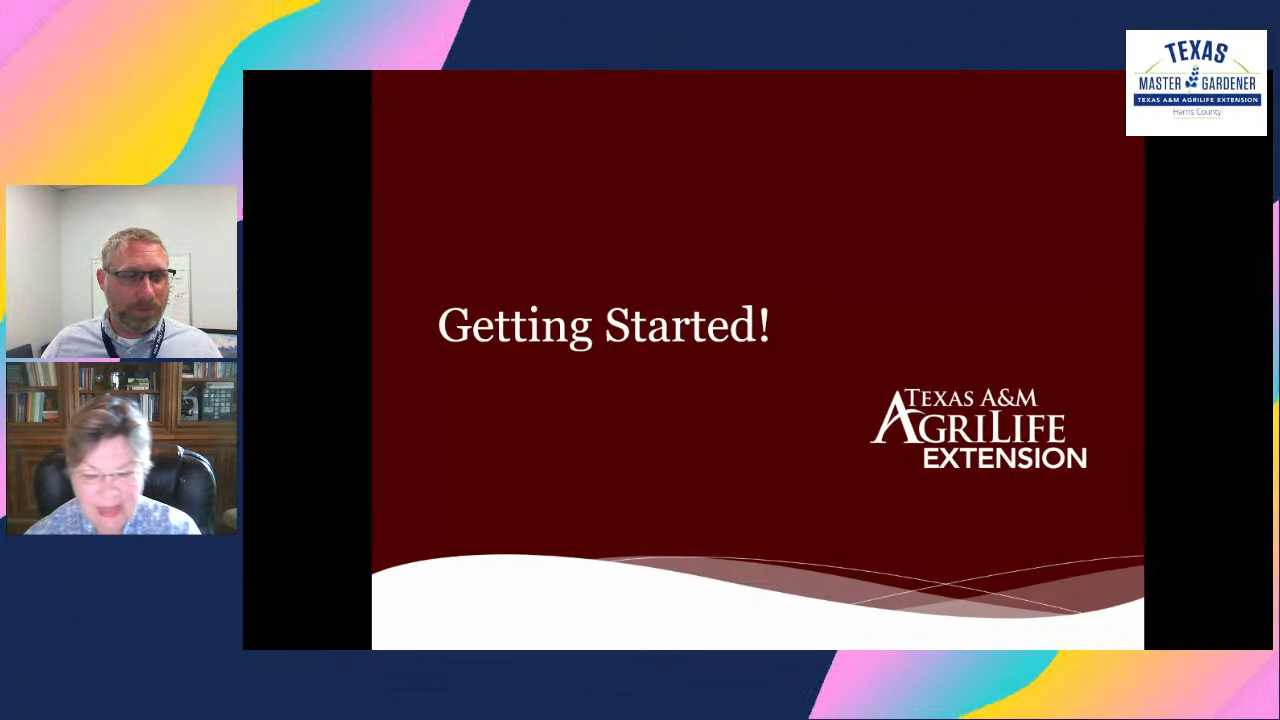 TEXAS
MASTER GARDENER
TEXAS A&M AGRILIFE EXTENSION
Harris County
Getting Started!
TEXAS A&M
AGRILIFE
EXTENSION